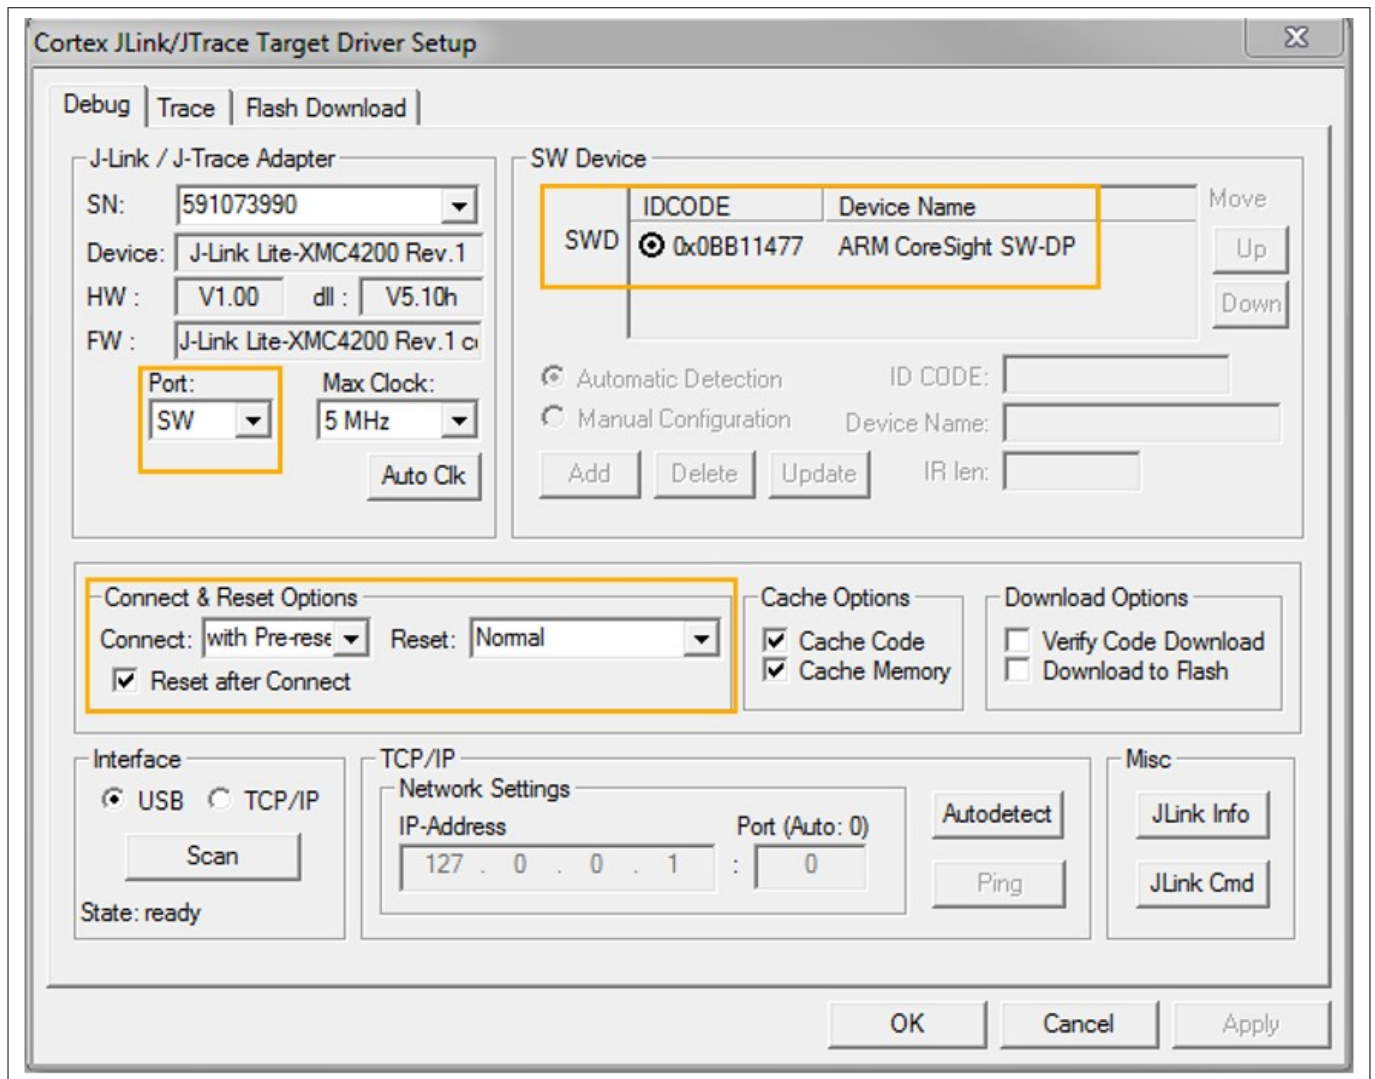 Cortex JLink/JTrace Target Driver Setup
Debug Trace Flash Download
J-Link / J-Trace Adapter
SN: 591073990
Device: J-Link Lite-XMC4200 Rev.1
HW : V1.00 dll : V5.10h
FW : J-Link Lite-XMC4200 Rev.1
Port: Max Clock:
SW 5 MHz
Auto Clk
SW Device
IDCODE Device Name Move
SWD 0x0BB11477 ARM CoreSight SW-DP Up
Down
Automatic Detection ID CODE:
Manual Configuration Device Name:
Add Delete Update IR len:
Connect & Reset Options
Connect: with Pre-rese Reset: Normal
Reset after Connect
Cache Options
Cache Code
Cache Memory
Download Options
Verify Code Download
Download to Flash
Interface
USB TCP/IP
Scan
State: ready
TCP/IP
Network Settings
IP-Address Port (Auto: 0)
127 . 0 . 0 . 1 : 0
Autodetect
Ping
Misc
JLink Info
JLink Cmd
OK Cancel Apply